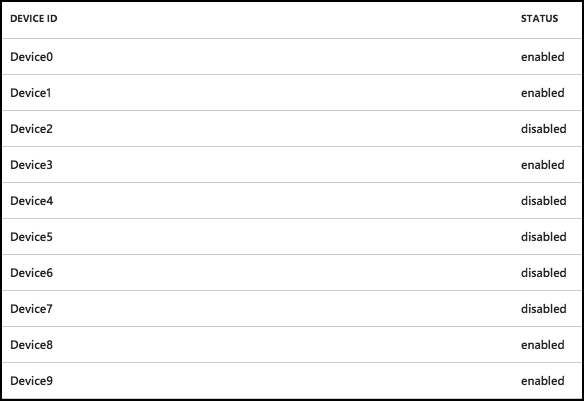 DEVICE ID STATUS
Device0 enabled
Device1 enabled
Device2 disabled
Device3 enabled
Device4 disabled
Device5 disabled
Device6 disabled
Device7 disabled
Device8 enabled
Device9 enabled